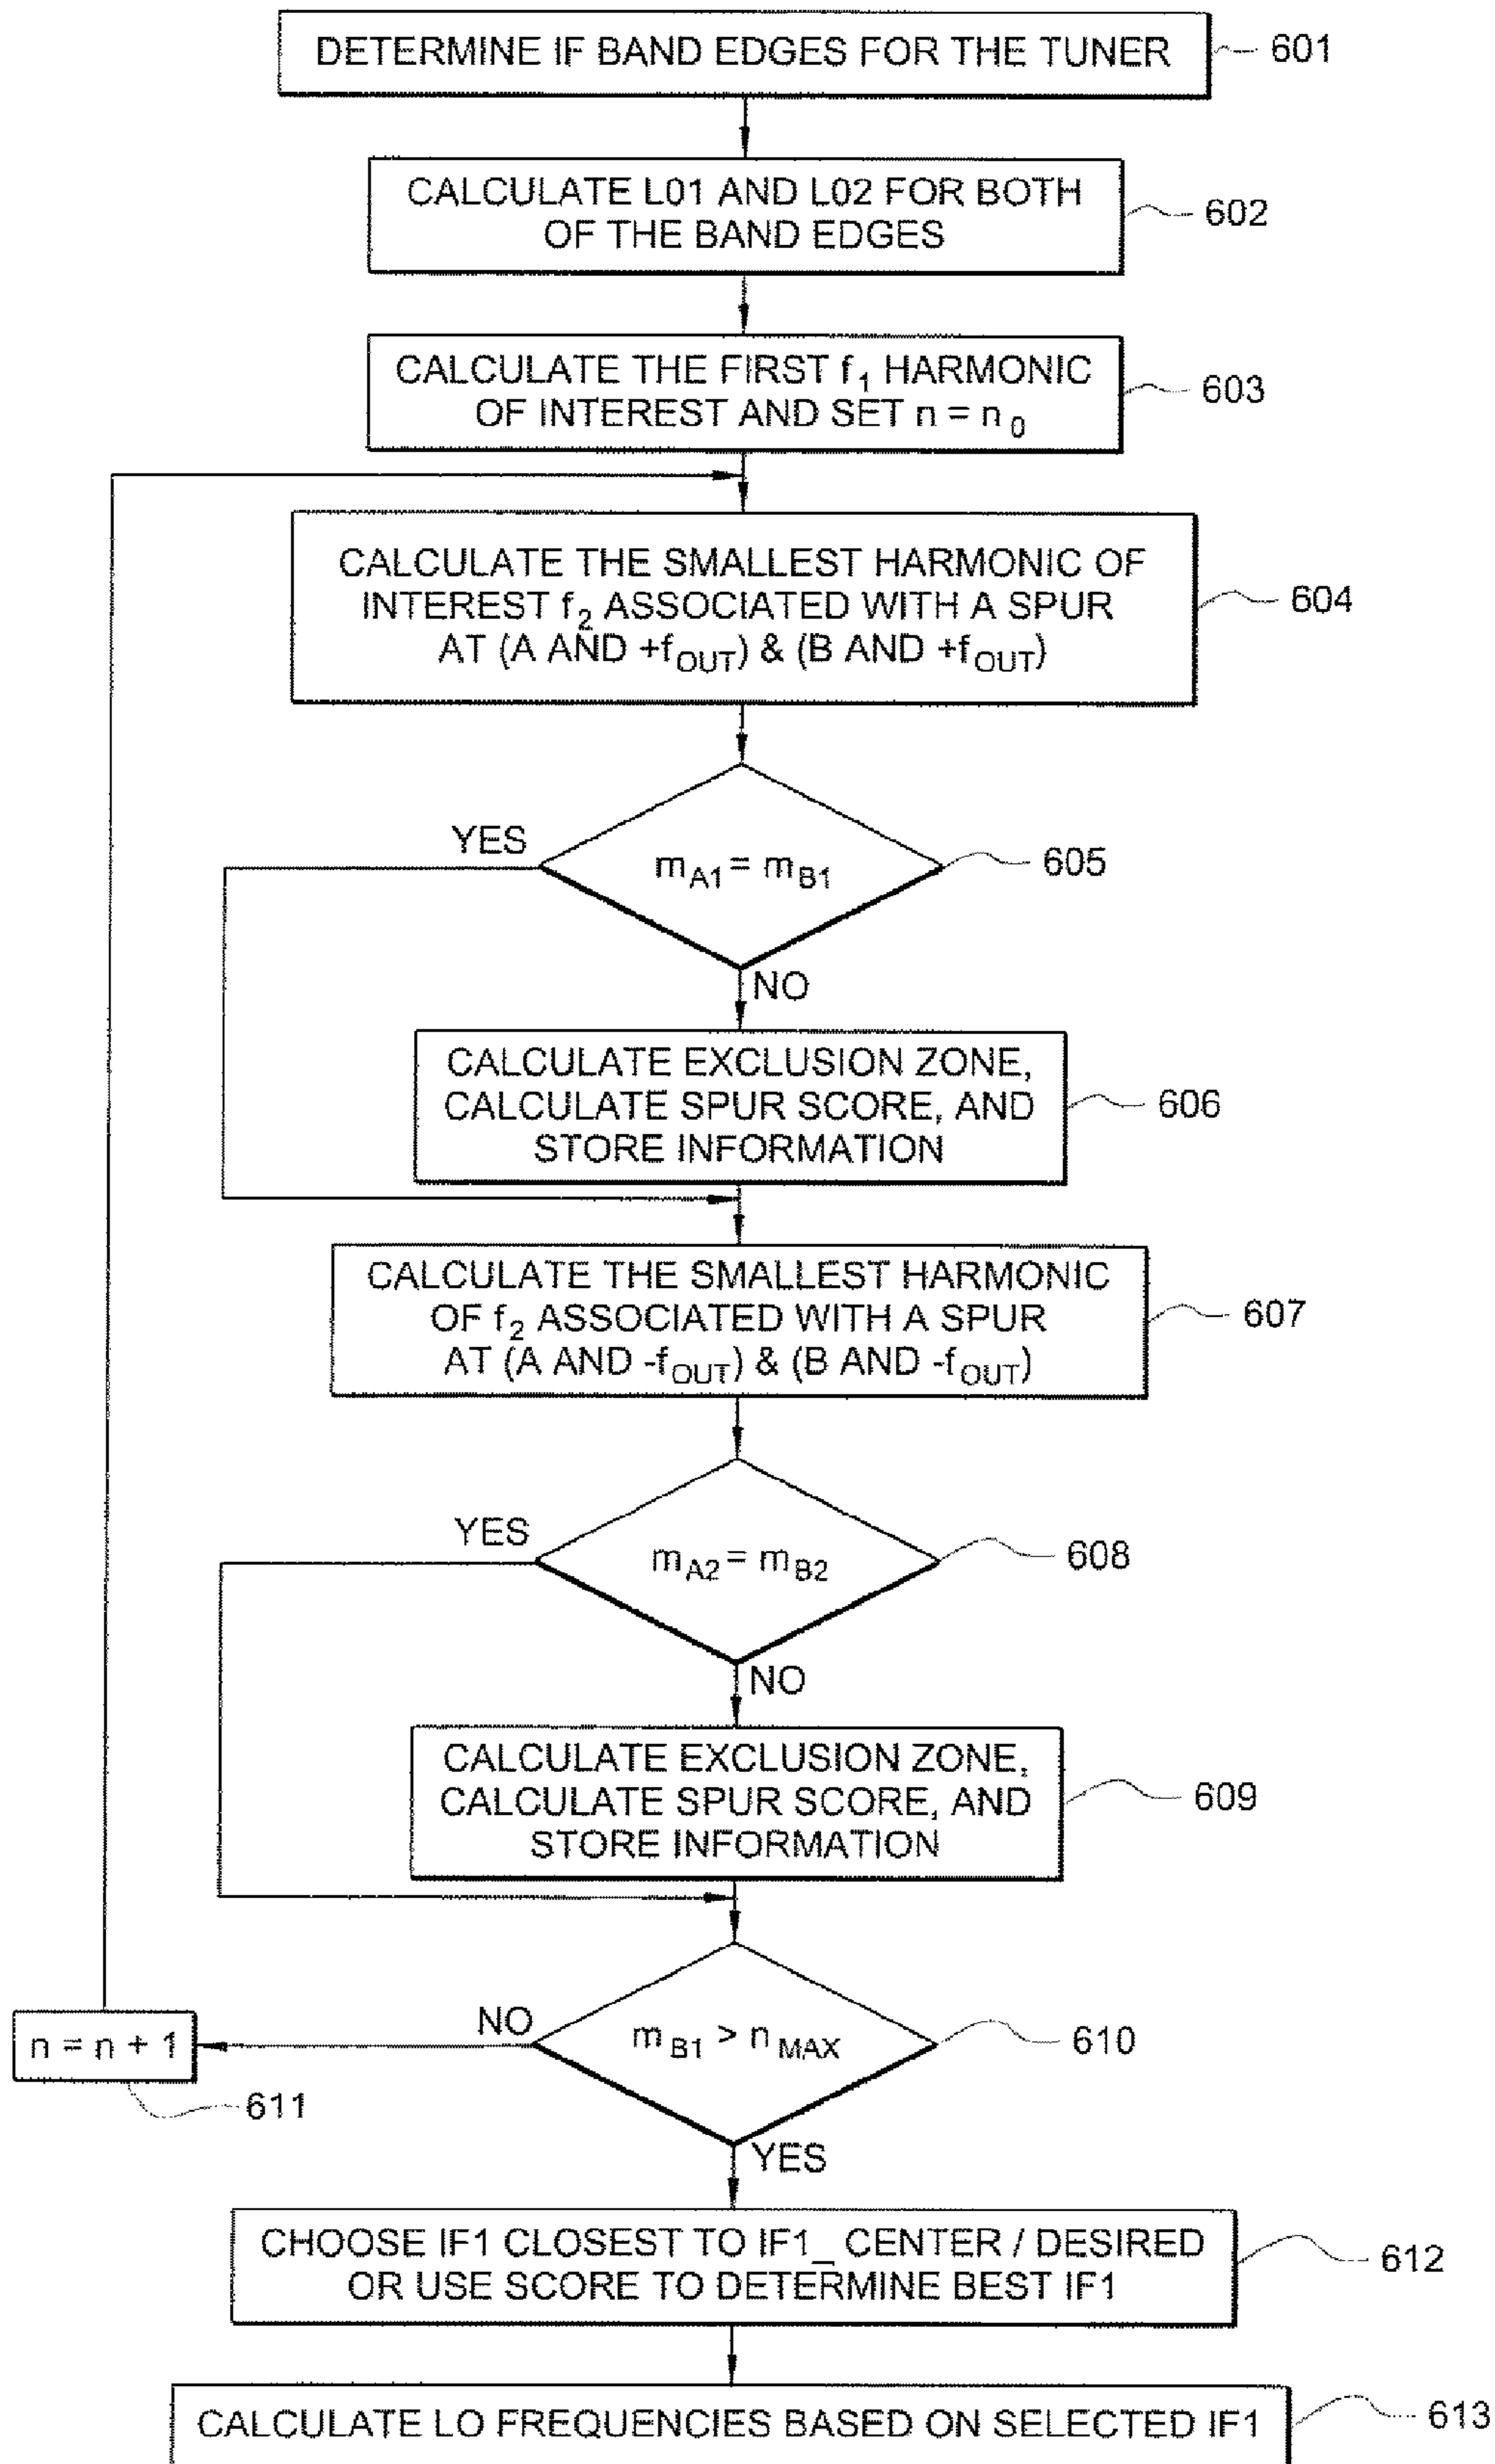 DETERMINE IF BAND EDGES FOR THE TUNER
601
CALCULATE L01 AND L02 FOR BOTH
OF THE BAND EDGES
602
CALCULATE THE FIRST f1 HARMONIC
OF INTEREST AND SET n = n0
603
CALCULATE THE SMALLEST HARMONIC OF
INTEREST f2 ASSOCIATED WITH A SPUR
AT (A AND +fOUT) & (B AND +fOUT)
604
YES
mA1 = mB1
605
NO
CALCULATE EXCLUSION ZONE,
CALCULATE SPUR SCORE, AND
STORE INFORMATION
606
CALCULATE THE SMALLEST HARMONIC
OF f2 ASSOCIATED WITH A SPUR
AT (A AND -fOUT) & (B AND -fOUT)
607
YES
mA2 = mB2
608
NO
CALCULATE EXCLUSION ZONE,
CALCULATE SPUR SCORE, AND
STORE INFORMATION
609
NO
mB1 > nMAX
610
n = n + 1
611
YES
CHOOSE IF1 CLOSEST TO IF1_ CENTER / DESIRED
OR USE SCORE TO DETERMINE BEST IF1
612
CALCULATE LO FREQUENCIES BASED ON SELECTED IF1
613